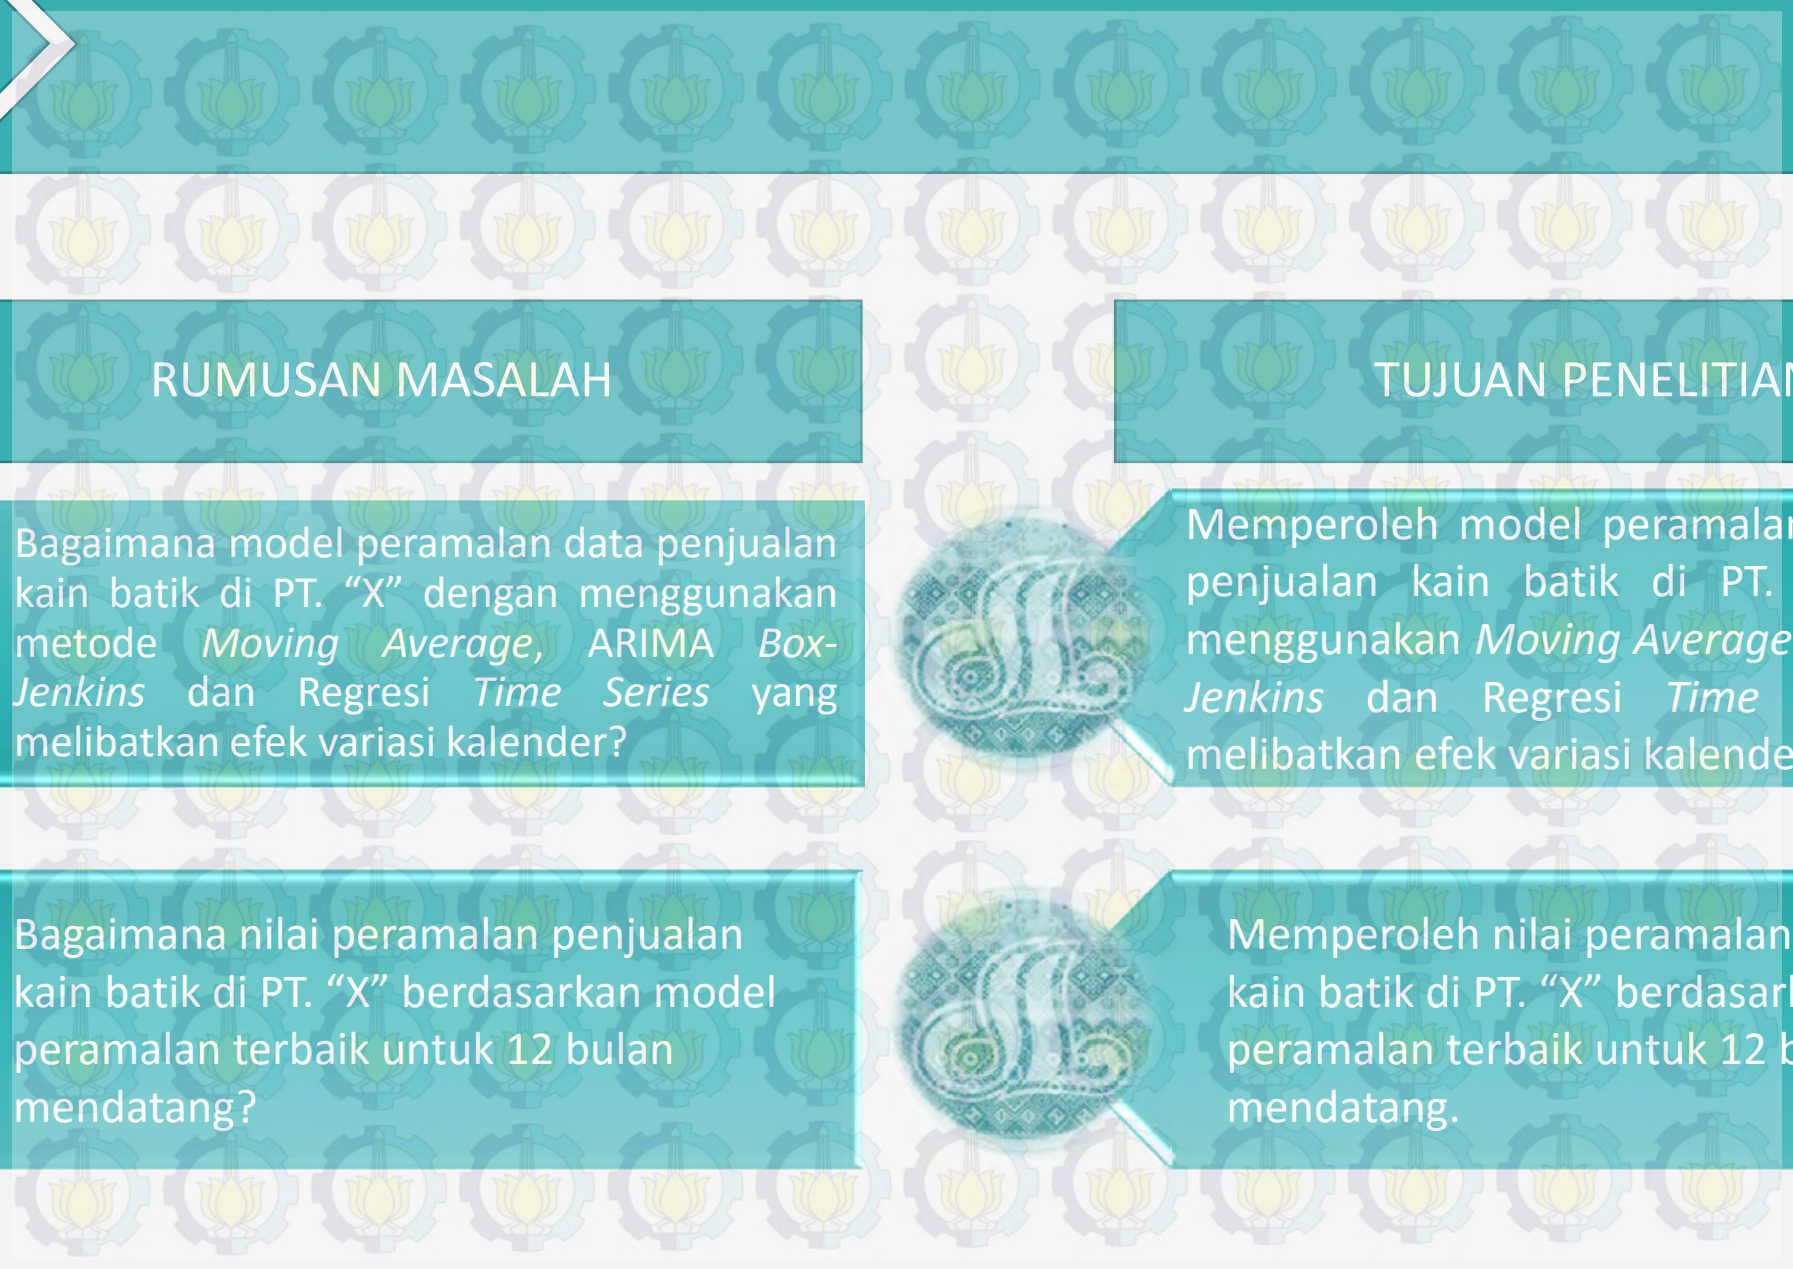 RUMUSAN MASALAH
Bagaimana model peramalan data penjualan
kain batik di PT. “X” dengan menggunakan
metode Moving Average, ARIMA Box-
Jenkins dan Regresi Time Series yang
melibatkan efek variasi kalender?
Bagaimana nilai peramalan penjualan
kain batik di PT. “X” berdasarkan model
peramalan terbaik untuk 12 bulan
mendatang?
TUJUAN PENELITIAN
Memperoleh model peramalan
penjualan kain batik di PT.
menggunakan Moving Average
Jenkins dan Regresi Time
melibatkan efek variasi kalende
Memperoleh nilai peramalan
kain batik di PT. “X” berdasar
peramalan terbaik untuk 12
mendatang.